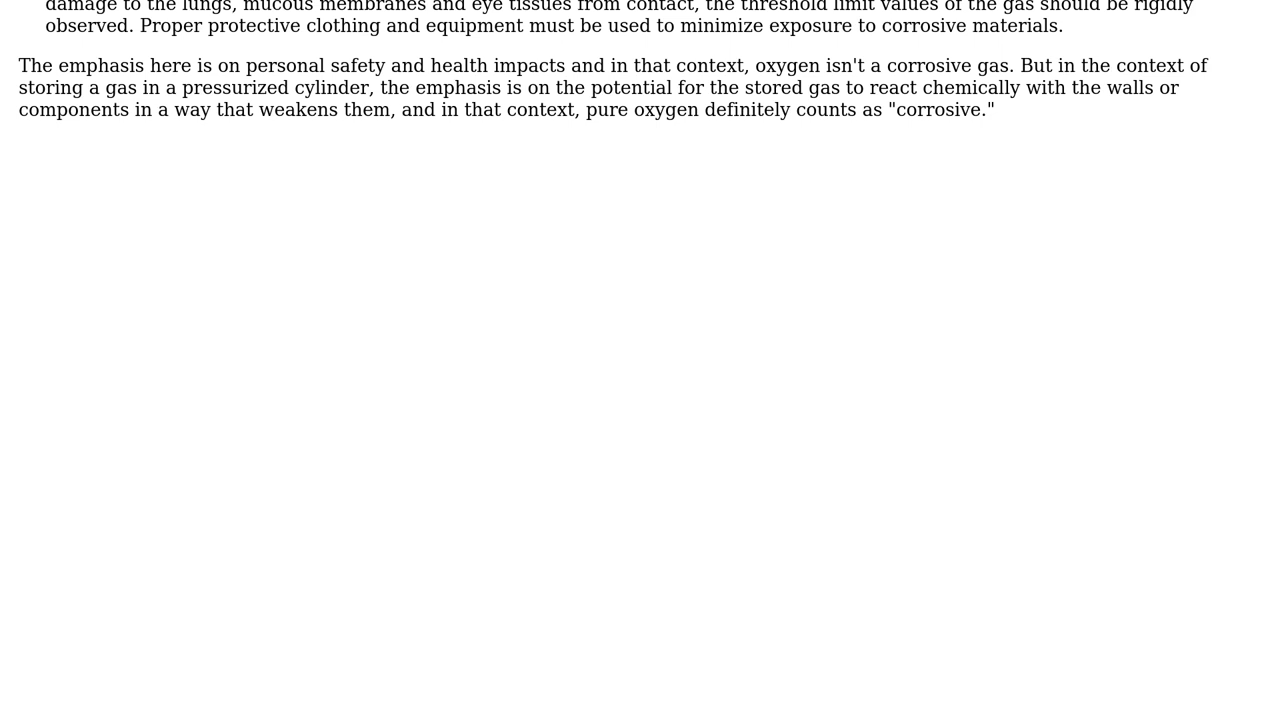 damage to the lungs, mucous membranes and eye tissues from contact, the threshold limit values of the gas should be rigidly
observed. Proper protective clothing and equipment must be used to minimize exposure to corrosive materials.
The emphasis here is on personal safety and health impacts and in that context, oxygen isn't a corrosive gas. But in the context of
storing a gas in a pressurized cylinder, the emphasis is on the potential for the stored gas to react chemically with the walls or
components in a way that weakens them, and in that context, pure oxygen definitely counts as "corrosive."